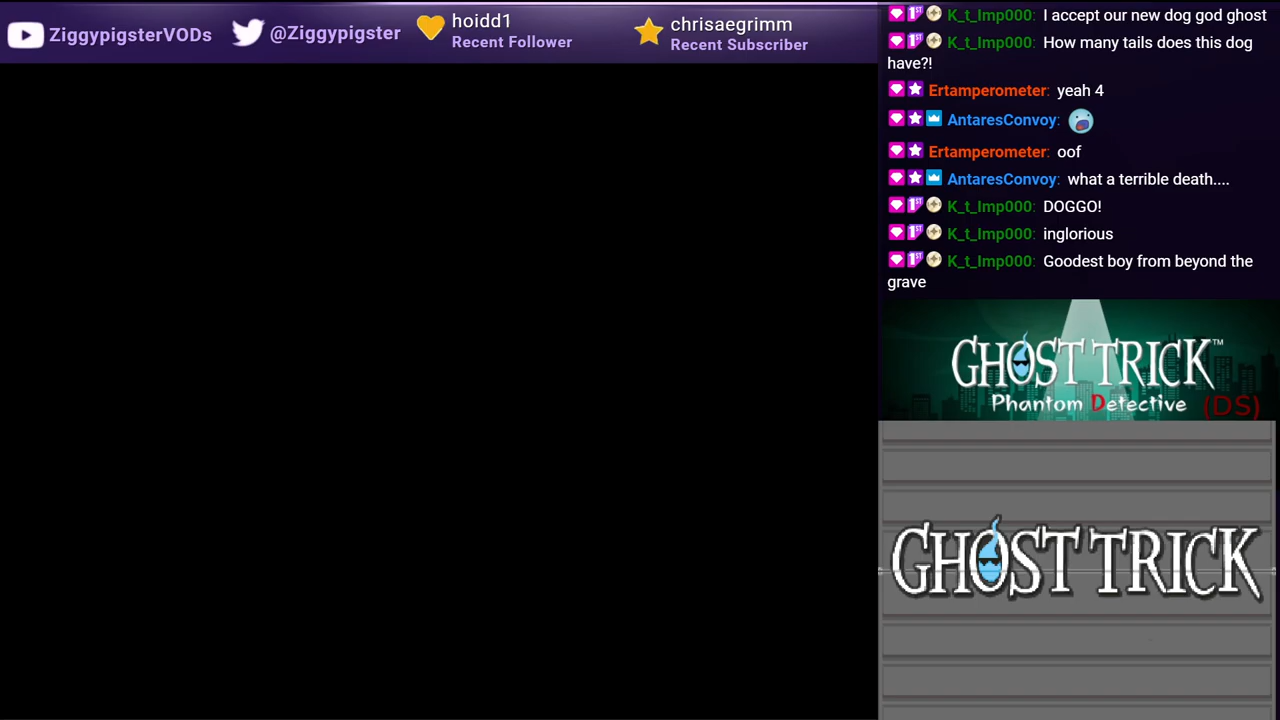 ZiggypigsterVODs
@Ziggypigster
hoidd1
Recent Follower
chrisaegrimm
Recent Subscriber
K_t_Imp000: I accept our new dog god ghost
K_t_Imp000: How many tails does this dog
have?!
Ertamperometer: yeah 4
AntaresConvoy:
Ertamperometer: oof
AntaresConvoy: what a terrible death....
K_t_Imp000: DOGGO!
K_t_Imp000: inglorious
K_t_Imp000: Goodest boy from beyond the
grave
GHOST TRICK™
Phantom Detective (DS)
GHOST TRICK